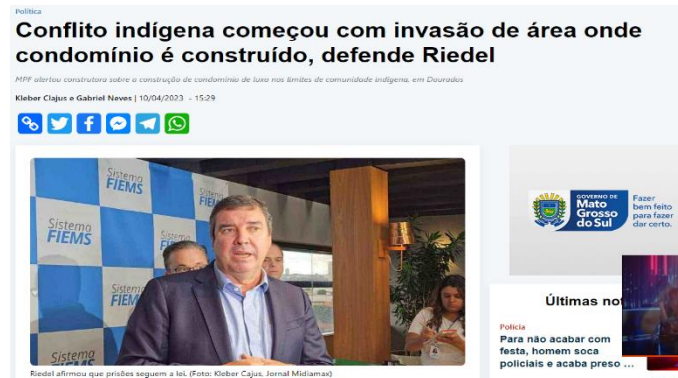 Política
Conflito indígena começou com invasão de área onde
condomínio é construído, defende Riedel
MPF alertou construtora sobre a construção de condomínio de luxo nos limites de comunidade indígena, em Dourados
Kleber Clajus e Gabriel Neves | 10/04/2023 - 15:29
Sistema
FIEMS
Sistema
FIEMS
Sistema
FIEMS
Sistema
FIEM
Sistema
Riedel afirmou que prisões seguem a lei. (Foto: Kleber Cajus, Jornal Midiamax)
GOVERNO DE
Mato
Grosso
do Sul
Fazer
bem feito
para fazer
dar certo.
Últimas not
Polícia
Para não acabar com
festa, homem soca
policiais e acaba preso ...